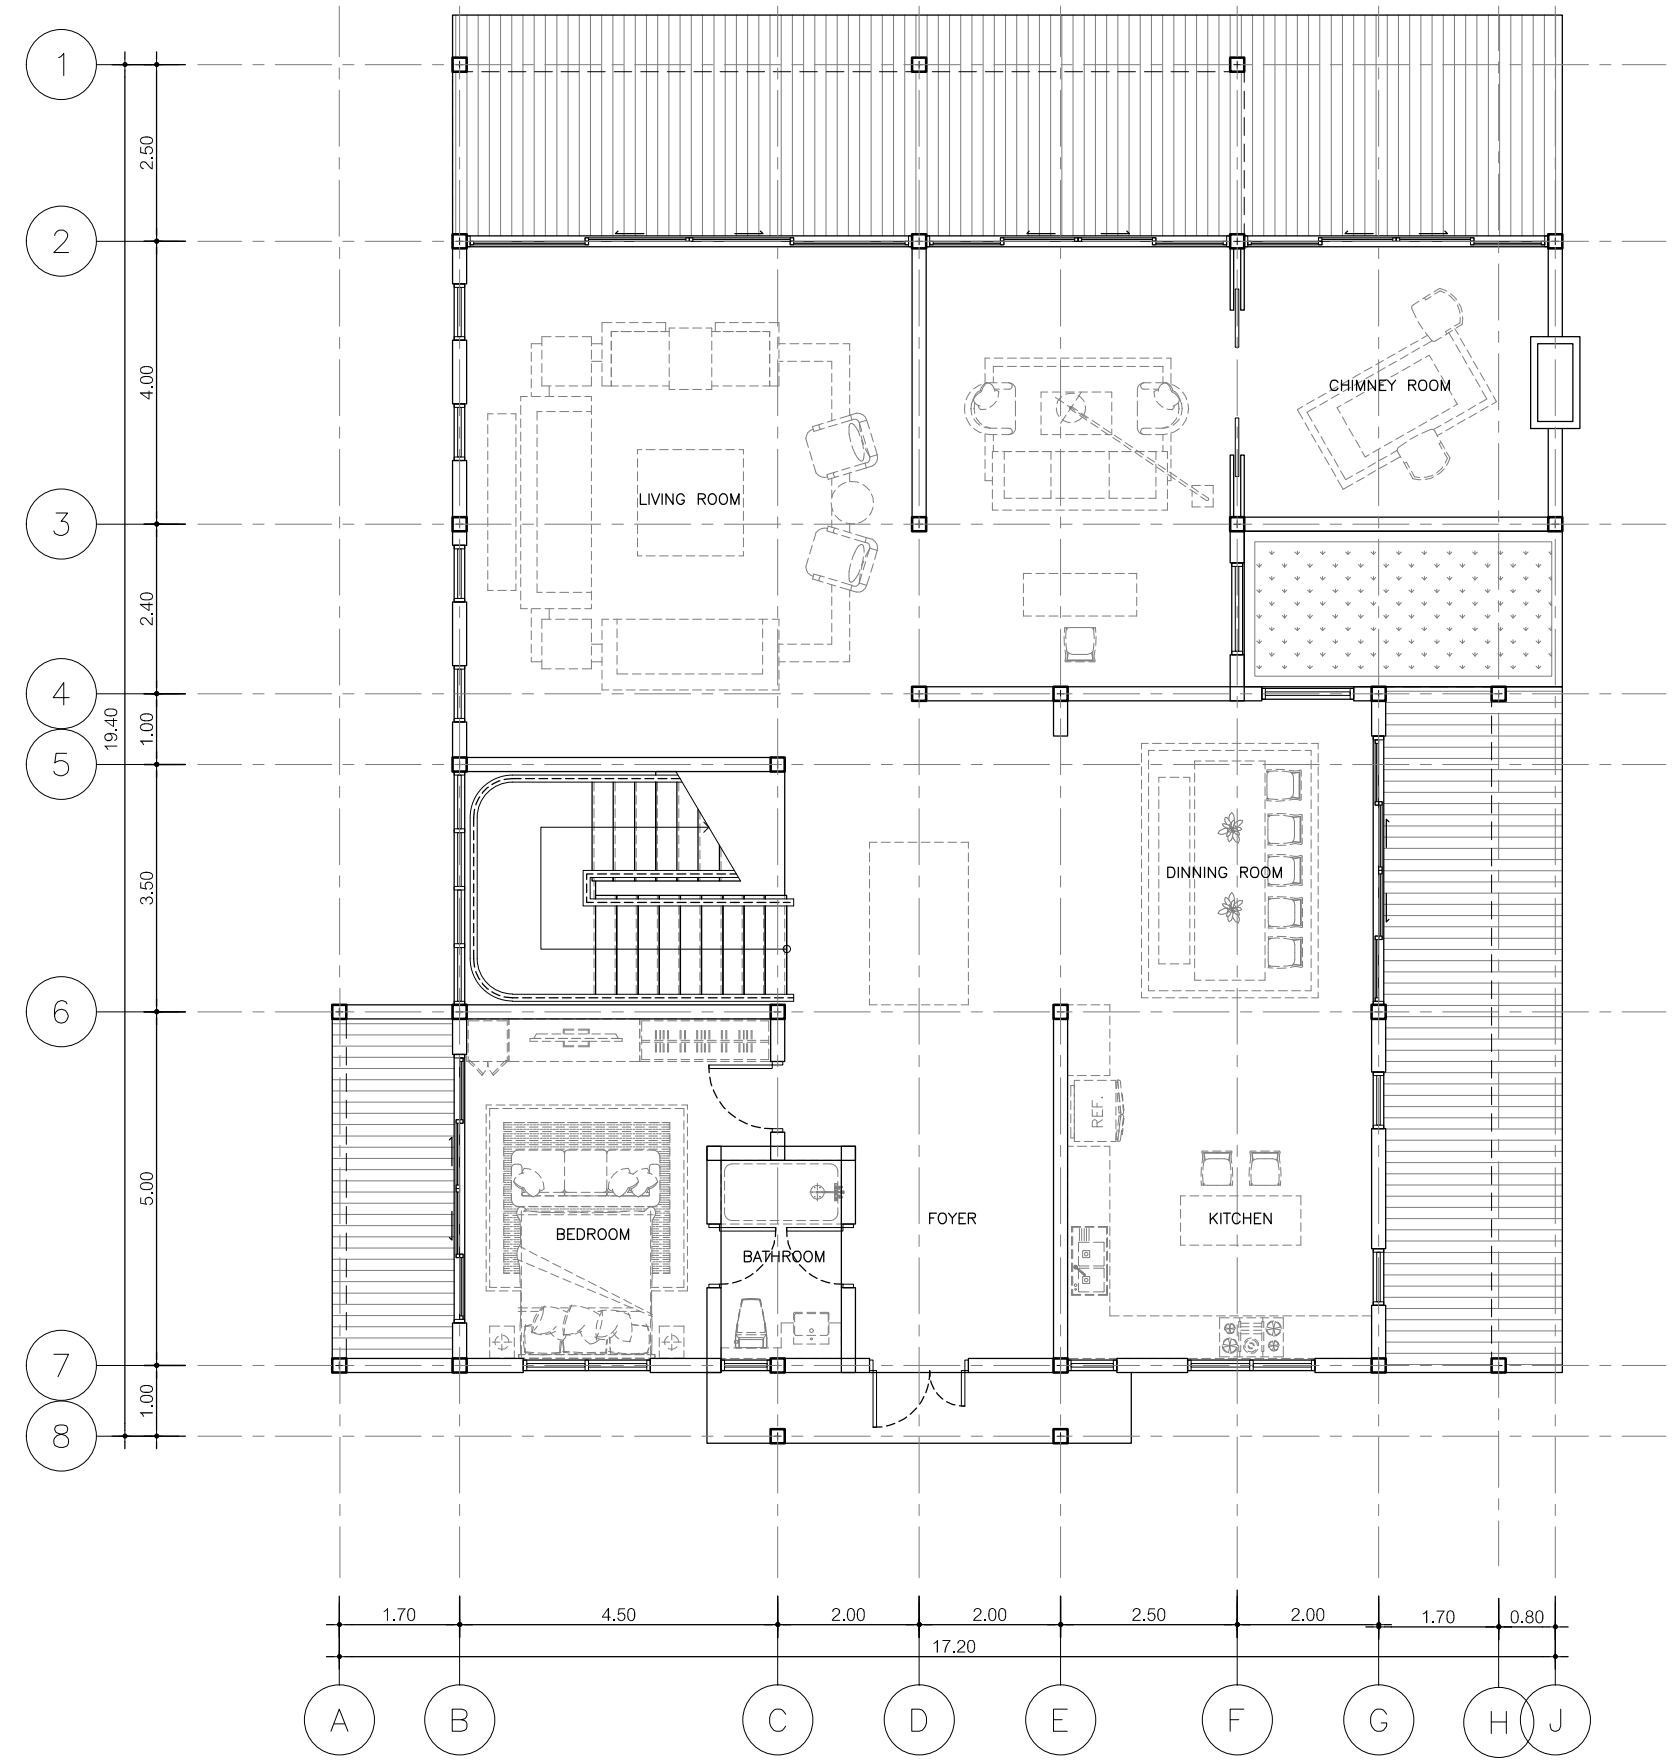 1
2.50
2
4.00
CHIMNEY ROOM
LIVING ROOM
3
2.40
4
19.40
1.00
5
3.50
DINNING ROOM
6
REF.
5.00
FOYER
KITCHEN
BEDROOM
BATHROOM
7
1.00
8
1.70 4.50 2.00 2.00 2.50 2.00 1.70 0.80
17.20
A B C D E F G H J